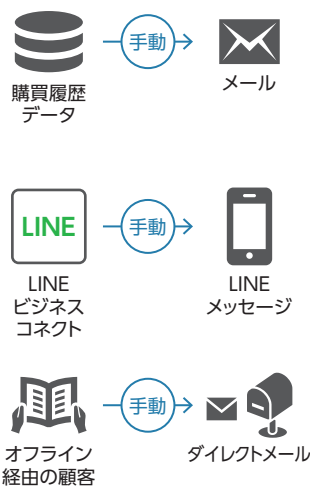 手動
購買履歴
データ
メール
LINE
手動
LINE
ビジネス
コネクト
LINE
メッセージ
手動
オフライン
経由の顧客
ダイレクトメール